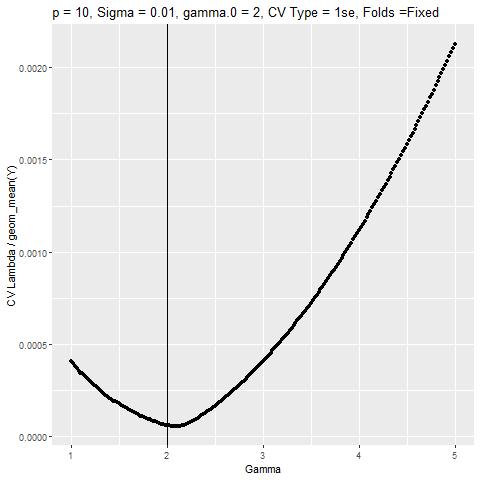 p = 10, Sigma = 0.01, gamma.0 = 2, CV Type = 1se, Folds =Fixed
CV Lambda / geom_mean(Y)
0.0020
0.0015
0.0010
0.0005
0.0000
1 2 3 4 5
Gamma